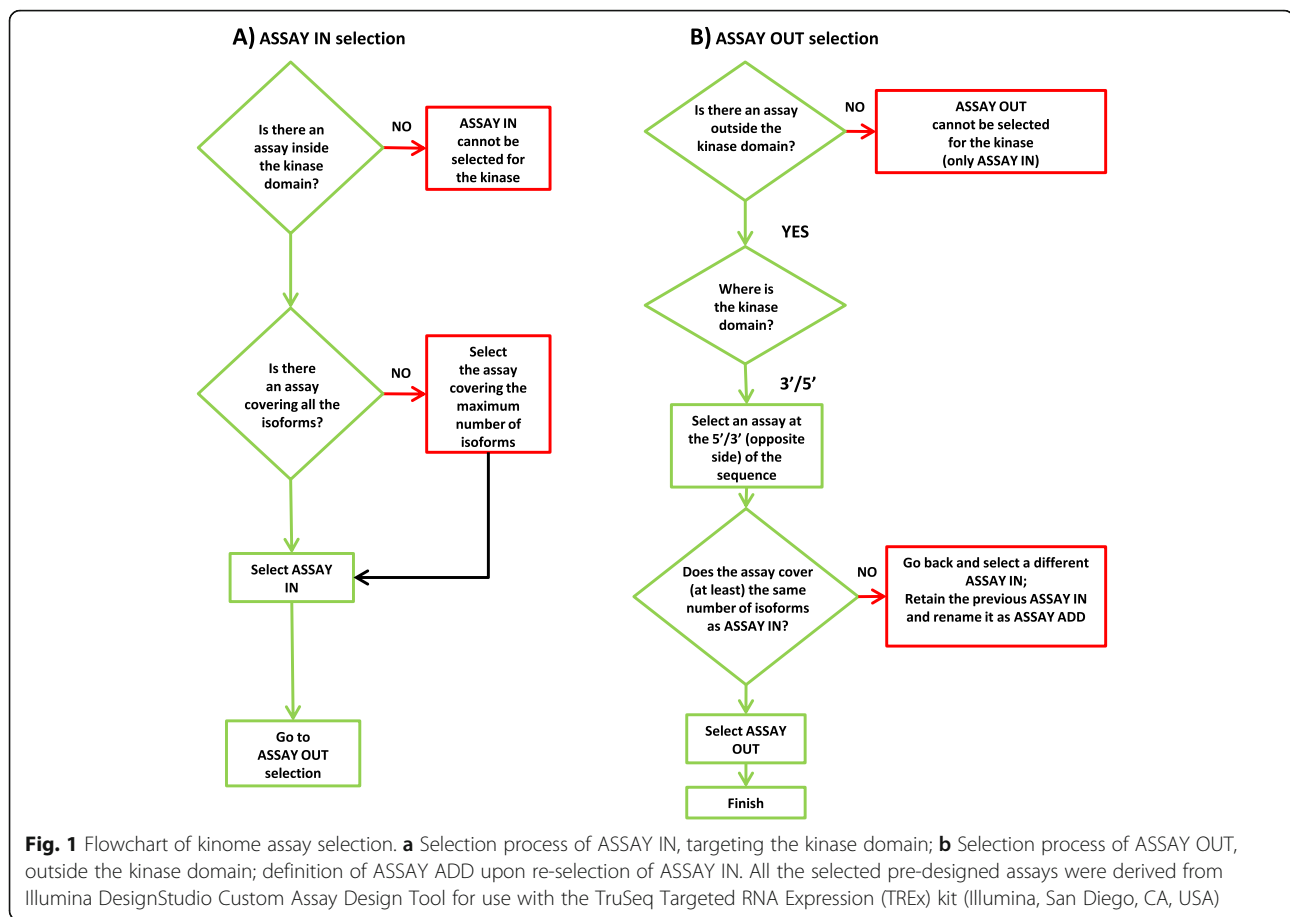 A) ASSAY IN selection
Is there an
assay inside
the kinase
domain?
NO
ASSAY IN
cannot be
selected for
the kinase
Is there
an assay
covering all the
isoforms?
NO
Select
the assay
covering the
maximum
number of
isoforms
Select ASSAY
IN
Go to
ASSAY OUT
selection
B) ASSAY OUT selection
Is there an assay
outside the
kinase domain?
NO
ASSAY OUT
cannot be selected
for the kinase
(only ASSAY IN)
YES
Where is
the kinase
domain?
3’/5’
Select an assay at
the 5’/3’ (opposite
side) of the
sequence
Does the assay cover
(at least) the same
number of isoforms
as ASSAY IN?
NO
Go back and select a different
ASSAY IN;
Retain the previous ASSAY IN
and rename it as ASSAY ADD
Select ASSAY
OUT
Finish
Fig. 1 Flowchart of kinome assay selection. a Selection process of ASSAY IN, targeting the kinase domain; b Selection process of ASSAY OUT,
outside the kinase domain; definition of ASSAY ADD upon re-selection of ASSAY IN. All the selected pre-designed assays were derived from
Illumina DesignStudio Custom Assay Design Tool for use with the TruSeq Targeted RNA Expression (TREx) kit (Illumina, San Diego, CA, USA)